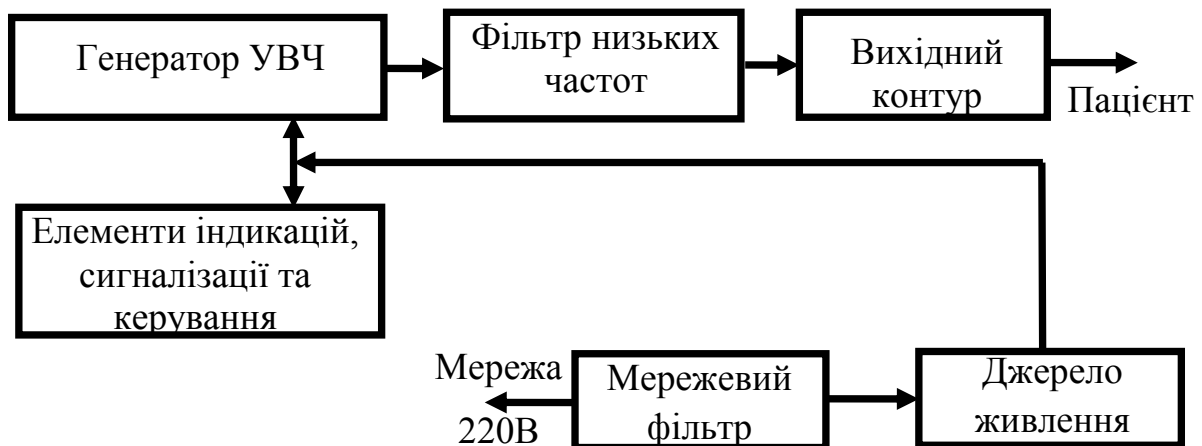 Генератор УВЧ
Фільтр низьких
частот
Вихідний
контур
Пацієнт
Елементи індикацій,
сигналізації та
керування
Мережа
220В
Мережевий
фільтр
Джерело
живлення